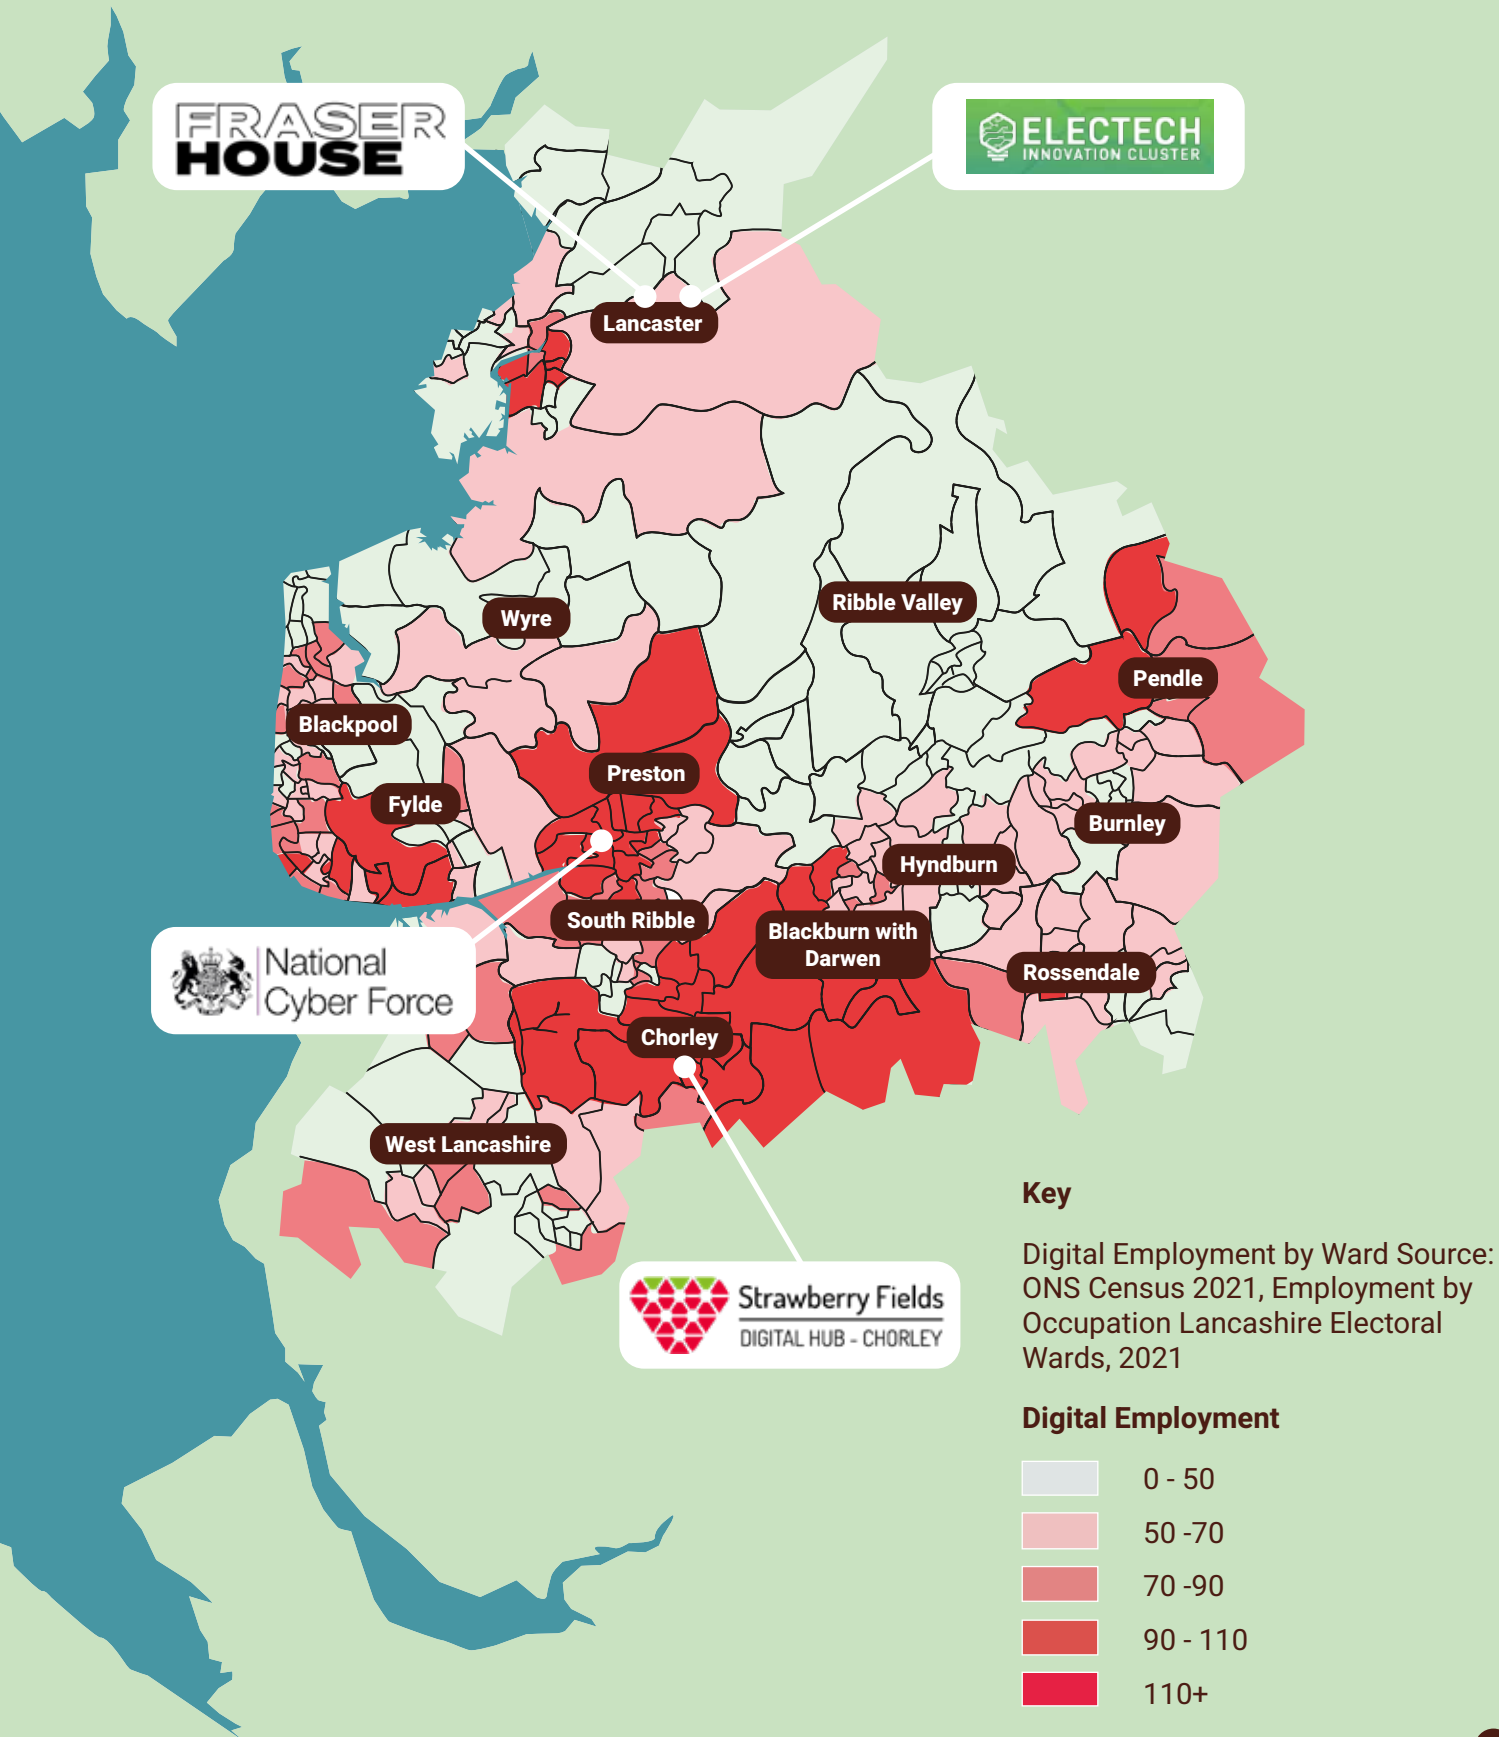 FRASER
HOUSE
ELECTECH
INNOVATION CLUSTER
Lancaster
Ribble Valley
Wyre
Pendle
Blackpool
Preston
Fylde
Burnley
Hyndburn
South Ribble
Blackburn with
Darwen
National
Cyber Force
Rossendale
Chorley
West Lancashire
Strawberry Fields
DIGITAL HUB - CHORLEY
Key
Digital Employment by Ward Source:
ONS Census 2021, Employment by
Occupation Lancashire Electoral
Wards, 2021
Digital Employment
0 - 50
50 -70
70 -90
90 - 110
110+